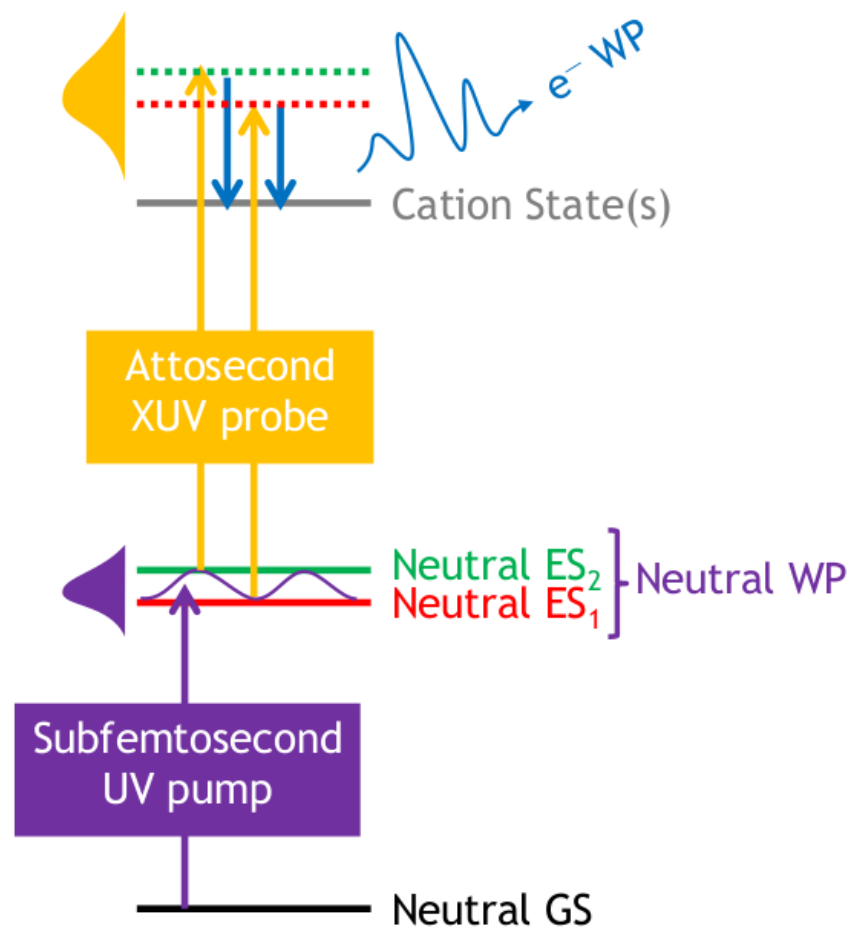 e⁻ WP
Cation State(s)
Attosecond
XUV probe
Neutral ES₂
Neutral ES₁
Neutral WP
Subfemtosecond
UV pump
Neutral GS